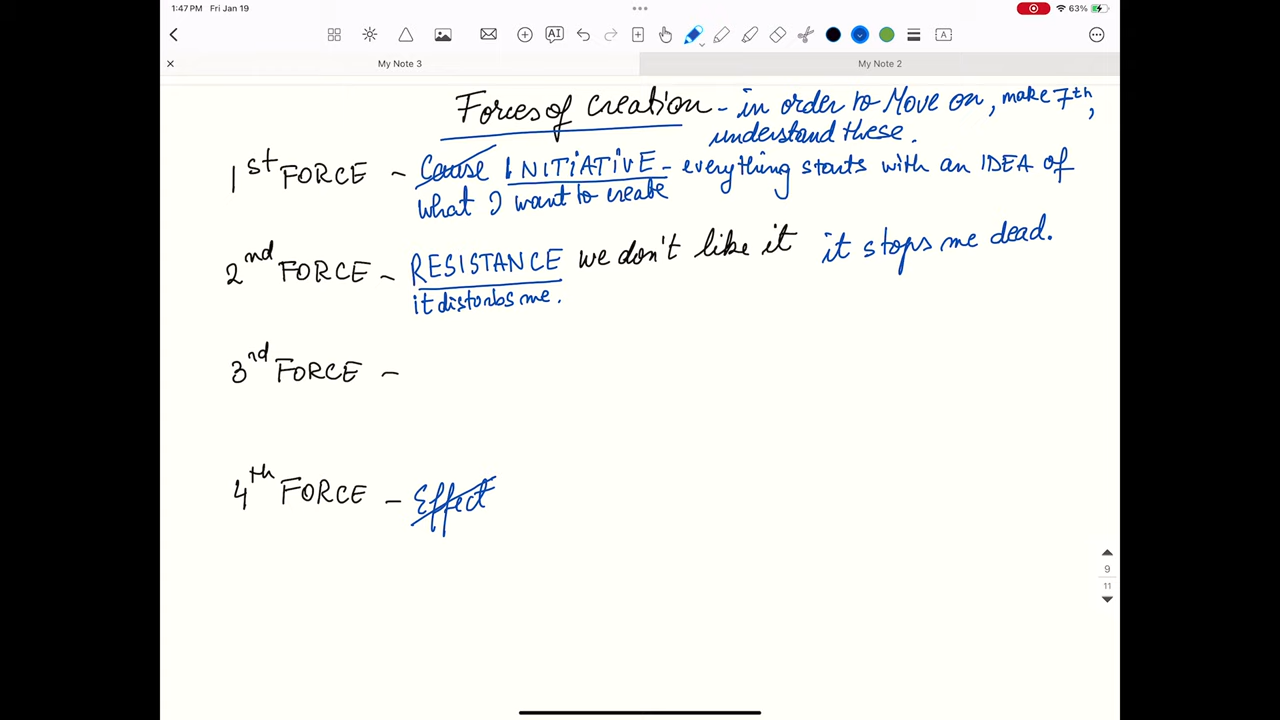 1:47 PM Fri Jan 19
63%
AI
A
My Note 3
My Note 2
Forces of Creation - in order to Move on, make 7th,
understand these.
1st FORCE - Cause INITIATIVE - everything starts with an IDEA of
what I want to create
2nd FORCE - RESISTANCE we don't like it it stops me dead.
it distorbs me.
3rd FORCE -
4th FORCE - Effect
9
11